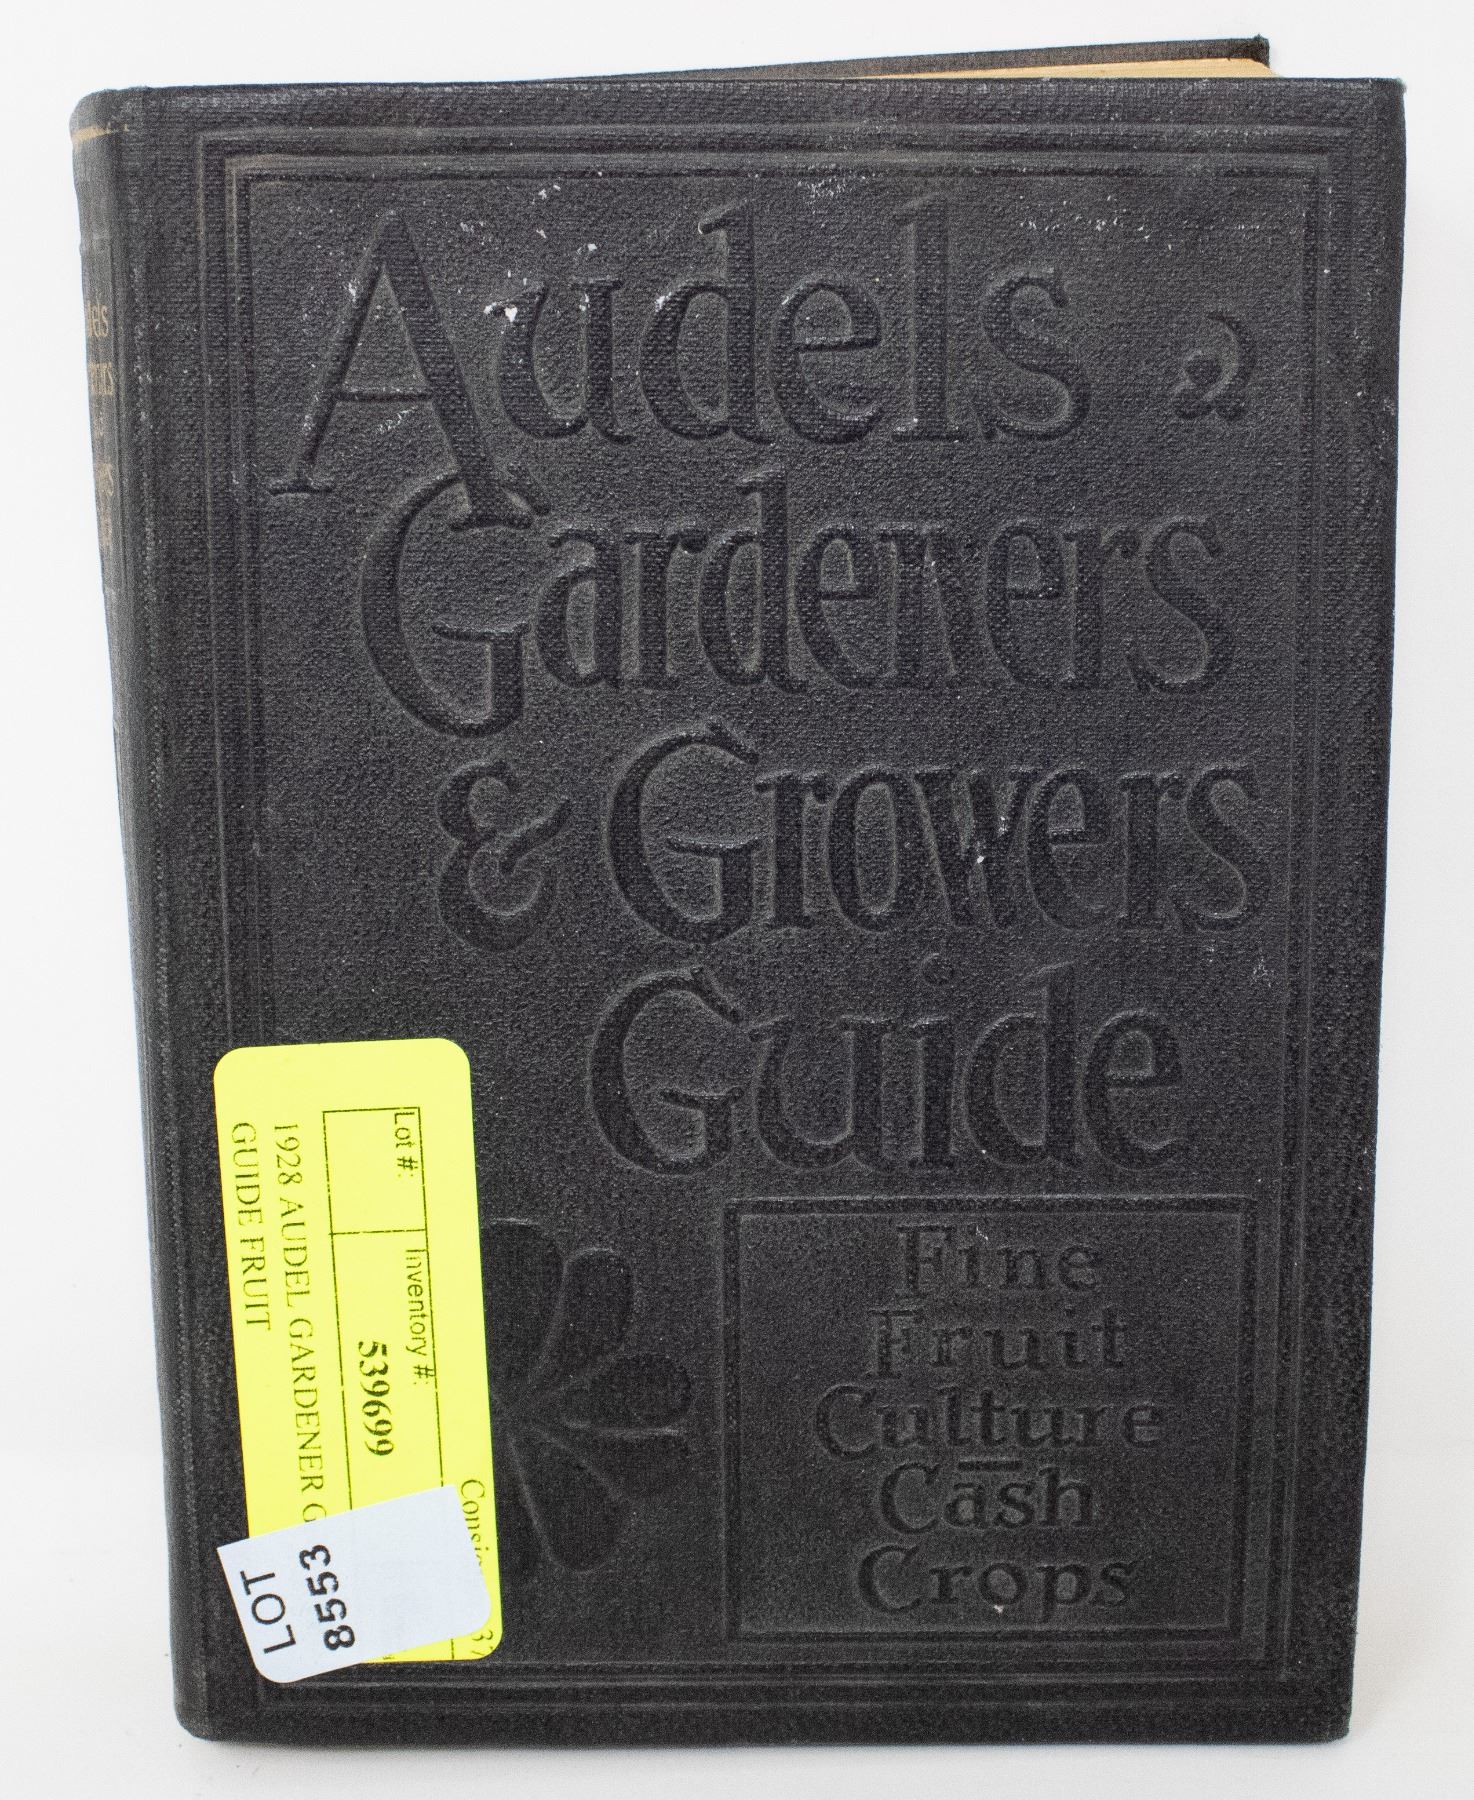 Audels
Gardeners
& Growers
Guide
Fine
Fruit
Culture
Cash
Crops
Lot #:
Inventory #:
539699
1928 AUDEL GARDENER G
GUIDE FRUIT
LOT
8553